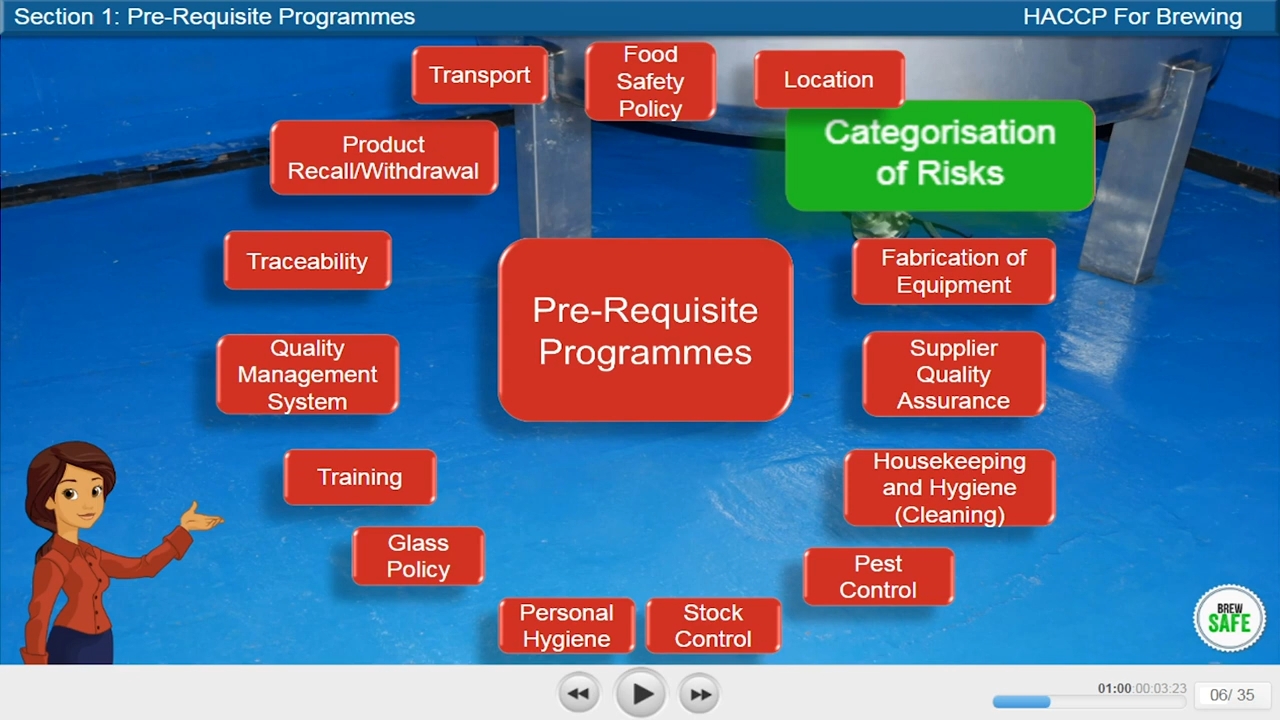 Section 1: Pre-Requisite Programmes
HACCP For Brewing
Transport
Food
Safety
Policy
Location
Categorisation
of Risks
Product
Recall/Withdrawal
Traceability
Fabrication of
Equipment
Pre-Requisite
Programmes
Quality
Management
System
Supplier
Quality
Assurance
Training
Housekeeping
and Hygiene
(Cleaning)
Glass
Policy
Pest
Control
Personal
Hygiene
Stock
Control
BREW
SAFE
01:00:00:03:23
06/ 35